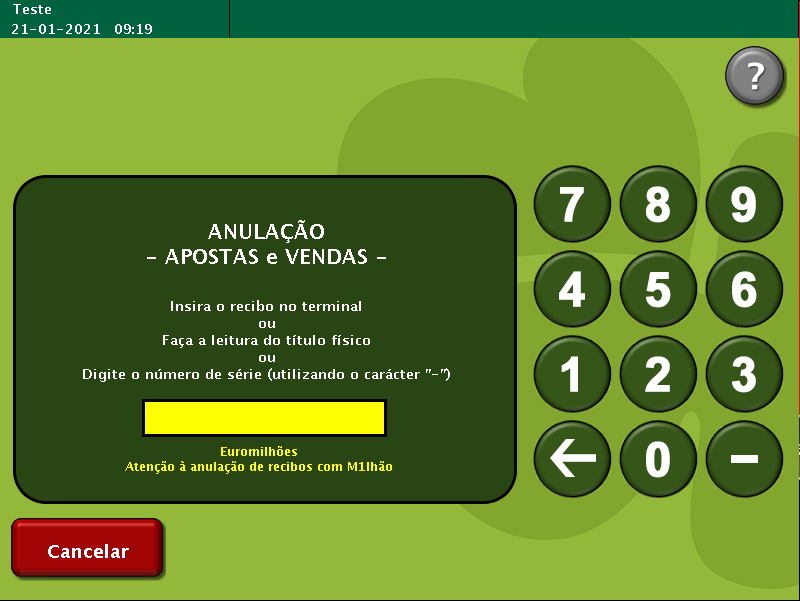 Teste
21-01-2021 09:19
?
ANULAÇÃO
- APOSTAS e VENDAS -
Insira o recibo no terminal
ou
Faça a leitura do título físico
ou
Digite o número de série (utilizando o carácter "-")
Euromilhões
Atenção à anulação de recibos com M1lhão
7 8 9
4 5 6
1 2 3
← 0 -
Cancelar